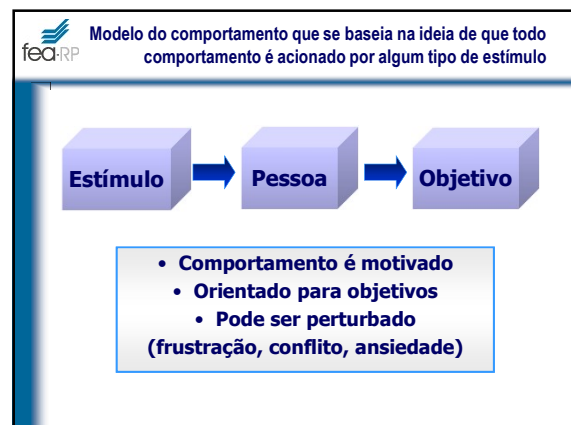 fea-RP
Modelo do comportamento que se baseia na ideia de que todo
comportamento é acionado por algum tipo de estímulo
Estímulo
Pessoa
Objetivo
• Comportamento é motivado
• Orientado para objetivos
• Pode ser perturbado
(frustração, conflito, ansiedade)